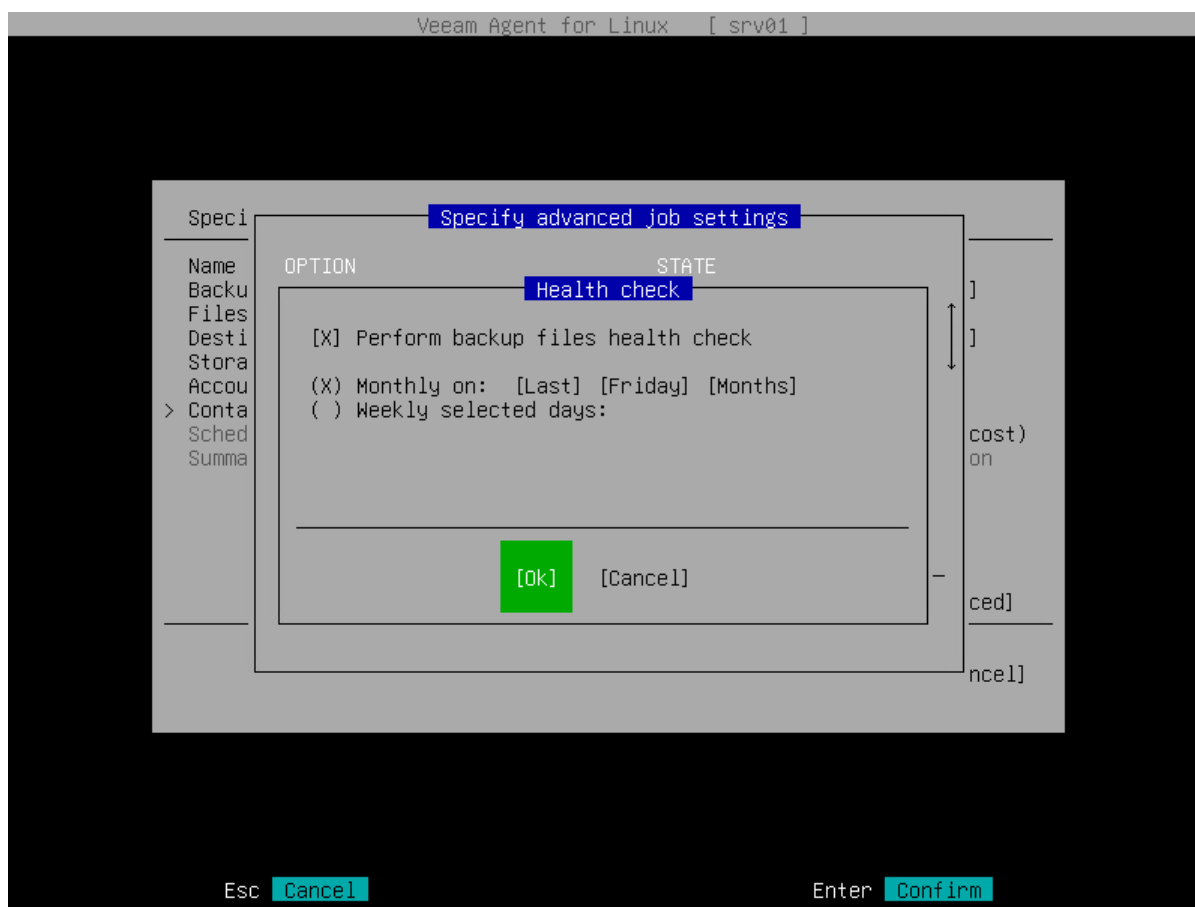 Veeam Agent for Linux [ srv01 ]
Speci
Specify advanced job settings
Name
OPTION STATE
Backu
Health check
]
Files
Desti
[X] Perform backup files health check
]
Stora
Accou
(X) Monthly on: [Last] [Friday] [Months]
> Conta
( ) Weekly selected days:
Sched
cost)
Summa
on
[Ok] [Cancel]
ced]
ncel]
Esc Cancel Enter Confirm